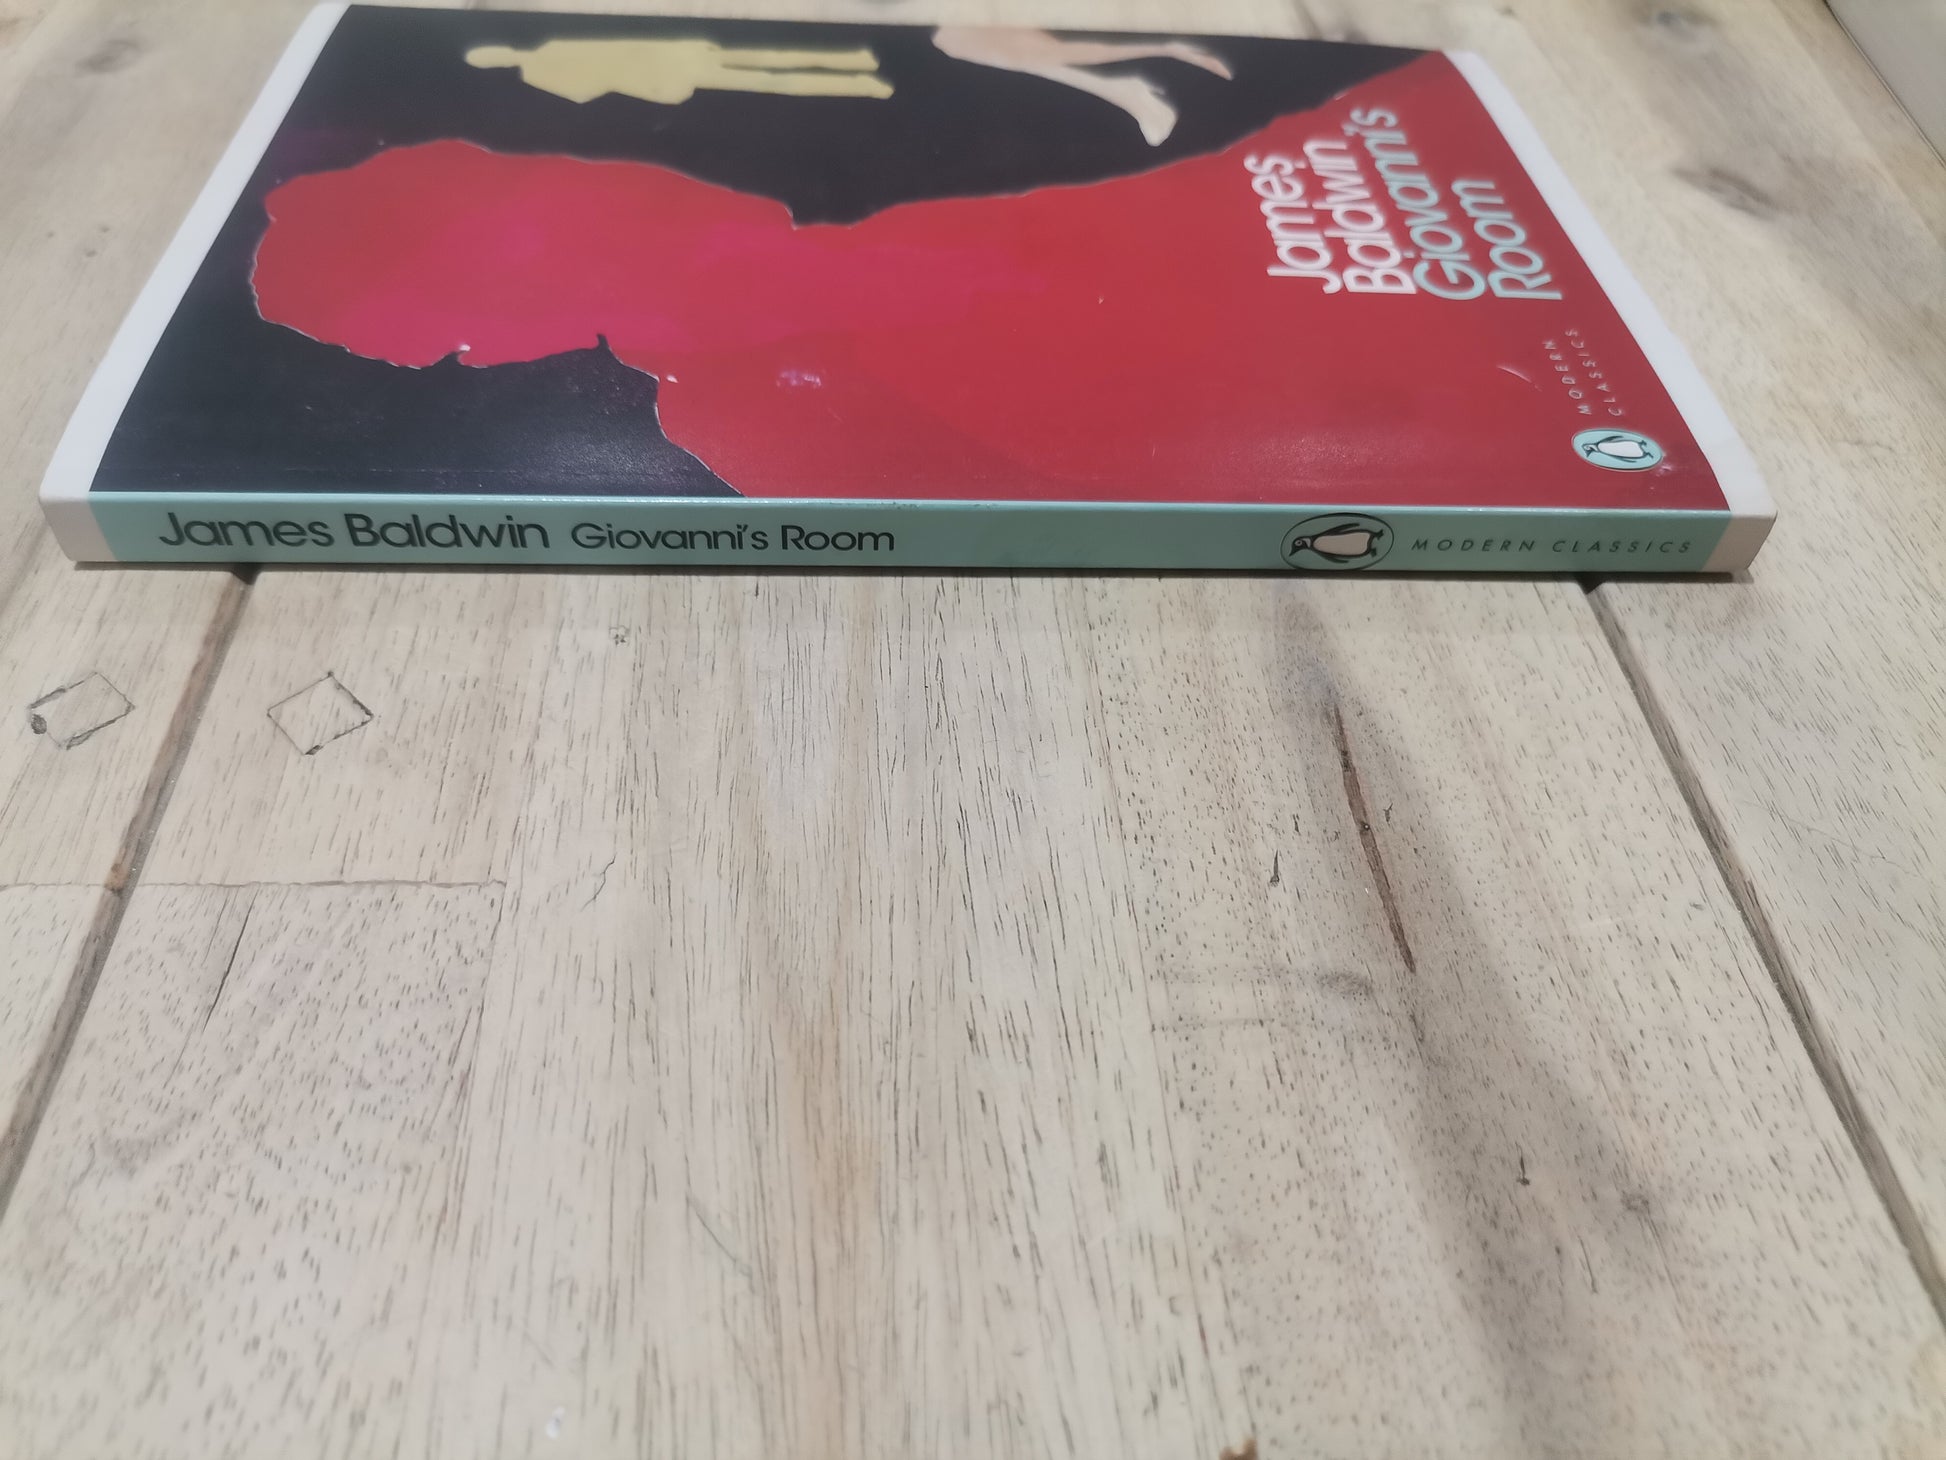 James
Baldwin
Giovanni's
Room
MODERN
CLASSICS
James Baldwin Giovanni's Room
MODERN CLASSICS